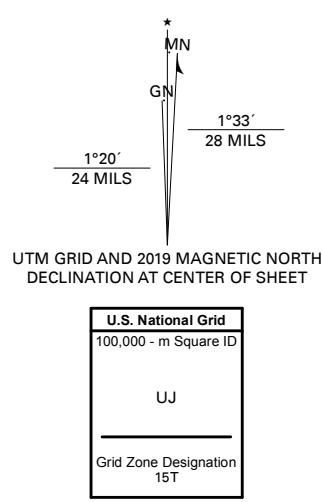 ★
MN
GN
1°33´
28 MILS
1°20´
24 MILS
UTM GRID AND 2019 MAGNETIC NORTH
DECLINATION AT CENTER OF SHEET
U.S. National Grid
100,000 - m Square ID
UJ
Grid Zone Designation
15T